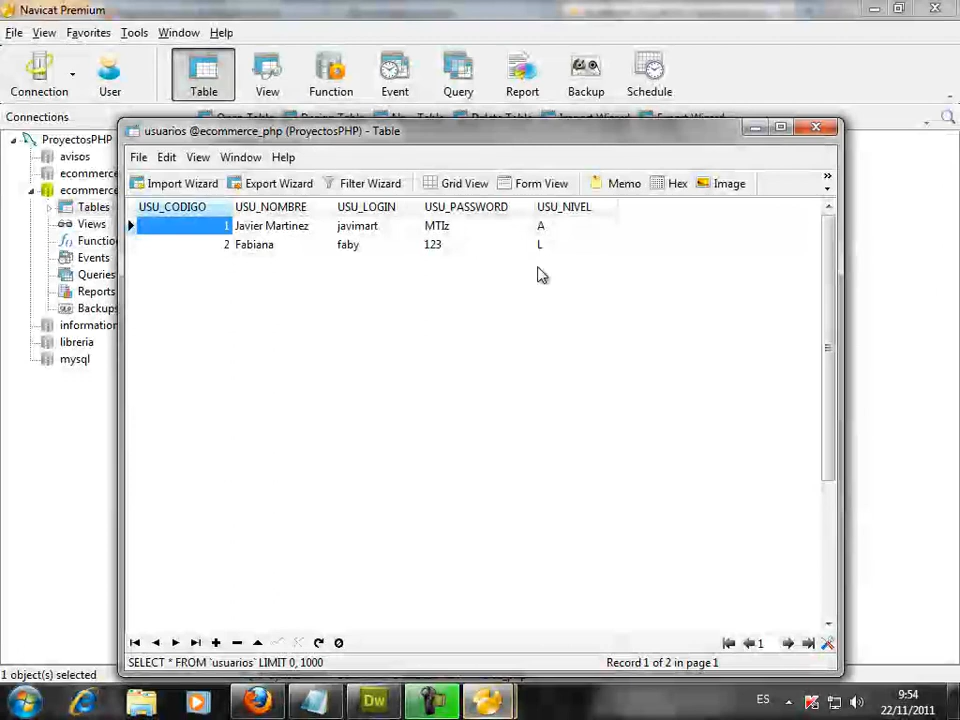 Navicat Premium
File View Favorites Tools Window Help
Connection User Table View Function Event Query Report Backup Schedule
Connections
usuarios @ecommerce_php (ProyectosPHP) - Table
ProyectosPHP
avisos
ecommerce
ecommerce
Tables
Views
Functio
Events
Queries
Reports
Backups
information
libreria
mysql
File Edit View Window Help
Import Wizard Export Wizard Filter Wizard Grid View Form View Memo Hex Image
USU_CODIGO USU_NOMBRE USU_LOGIN USU_PASSWORD USU_NIVEL
1 Javier Martinez javimart MTIz A
2 Fabiana faby 123 L
1
SELECT * FROM `usuarios` LIMIT 0, 1000 Record 1 of 2 in page 1
1 object(s) selected
Dw
ES
9:54
22/11/2011